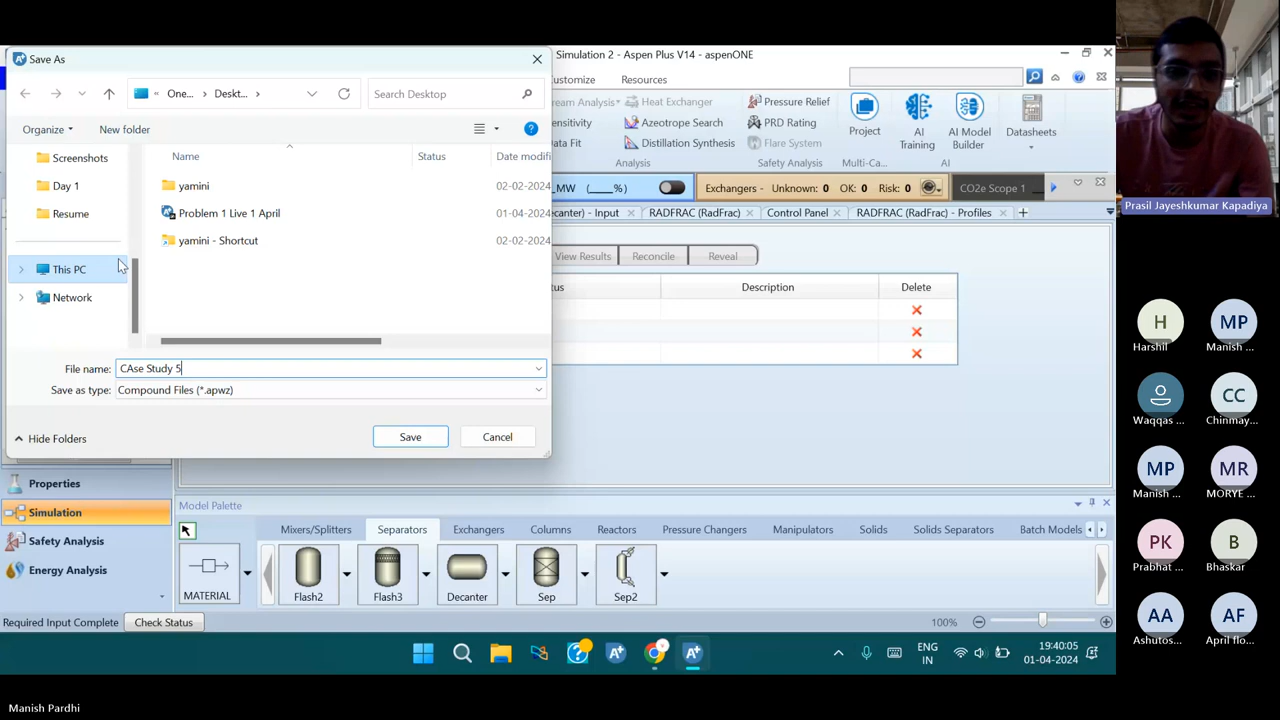 Save As
Simulation 2 - Aspen Plus V14 - aspenONE
ustomize
Resources
One...
Deskt...
Search Desktop
eam Analysis
Heat Exchanger
Pressure Relief
Project
AI Training
AI Model Builder
Datasheets
Organize
New folder
nsitivity
Azeotrope Search
PRD Rating
ta Fit
Distillation Synthesis
Flare System
Analysis
Safety Analysis
Multi-Ca...
AI
Screenshots
Name
Status
Date modifi
Day 1
yamini
02-02-2024
_MW
(____%)
Exchangers -
Unknown: 0
OK: 0
Risk: 0
CO2e Scope 1
Prasil Jayeshkumar Kapadiya
Resume
Problem 1 Live 1 April
01-04-2024
ecanter) - Input
RADFRAC (RadFrac)
Control Panel
RADFRAC (RadFrac) - Profiles
yamini - Shortcut
02-02-2024
View Results
Reconcile
Reveal
This PC
Network
tus
Description
Delete
H
Harshil
MP
Manish ...
File name:
CAse Study 5
Save as type:
Compound Files (*.apwz)
Waqqas ...
CC
Chinmay...
Hide Folders
Save
Cancel
MP
Manish ...
MR
MORYE ...
Properties
Model Palette
Simulation
Mixers/Splitters
Separators
Exchangers
Columns
Reactors
Pressure Changers
Manipulators
Solids
Solids Separators
Batch Models
Safety Analysis
PK
Prabhat ...
B
Bhaskar
Energy Analysis
MATERIAL
Flash2
Flash3
Decanter
Sep
Sep2
AA
Ashutos...
AF
April flo...
Required Input Complete
Check Status
100%
ENG
IN
19:40:05
01-04-2024
Manish Pardhi